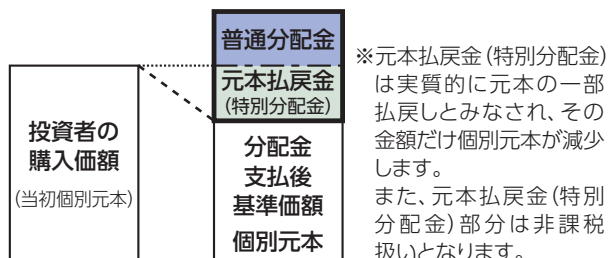 普通分配金
元本払戻金
(特別分配金)
投資者の
購入価額
(当初個別元本)
分配金
支払後
基準価額
個別元本
※元本払戻金(特別分配金)
は実質的に元本の一部
払戻しとみなされ、その
金額だけ個別元本が減少
します。
また、元本払戻金(特別
分配金)部分は非課税
扱いとなります。